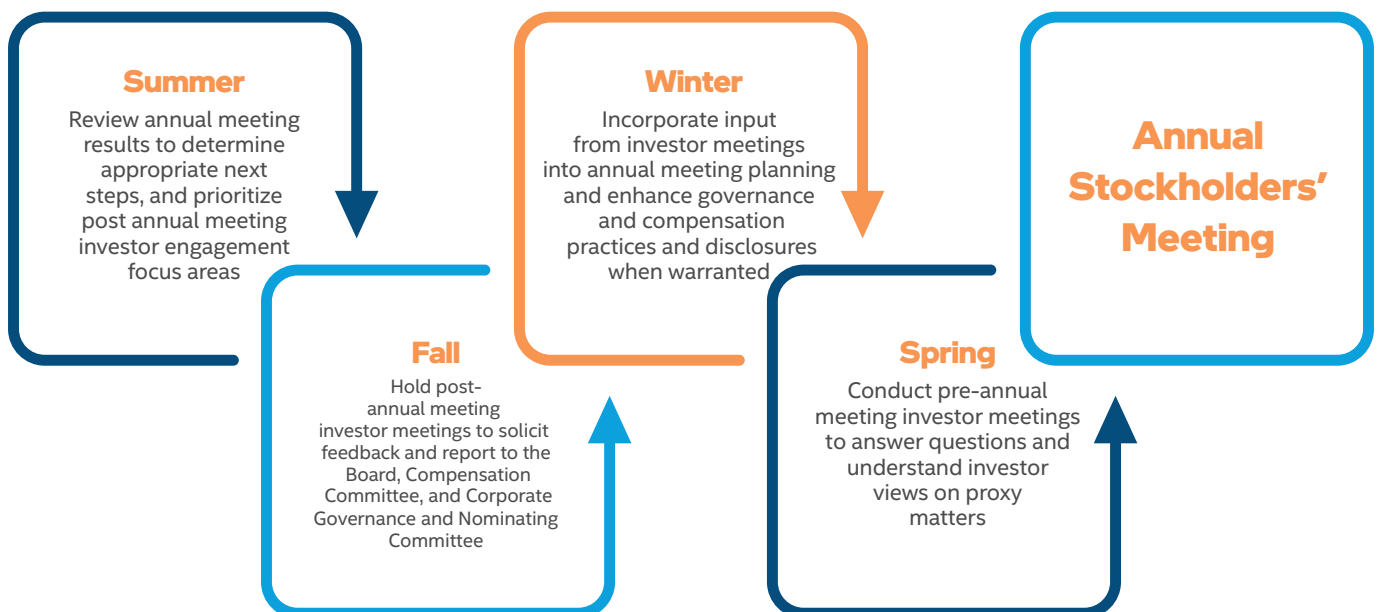 Summer
Review annual meeting
results to determine
appropriate next
steps, and prioritize
post annual meeting
investor engagement
focus areas
Fall
Hold post-
annual meeting
investor meetings to solicit
feedback and report to the
Board, Compensation
Committee, and Corporate
Governance and Nominating
Committee
Winter
Incorporate input
from investor meetings
into annual meeting planning
and enhance governance
and compensation
practices and disclosures
when warranted
Spring
Conduct pre-annual
meeting investor meetings
to answer questions and
understand investor
views on proxy
matters
Annual
Stockholders’
Meeting